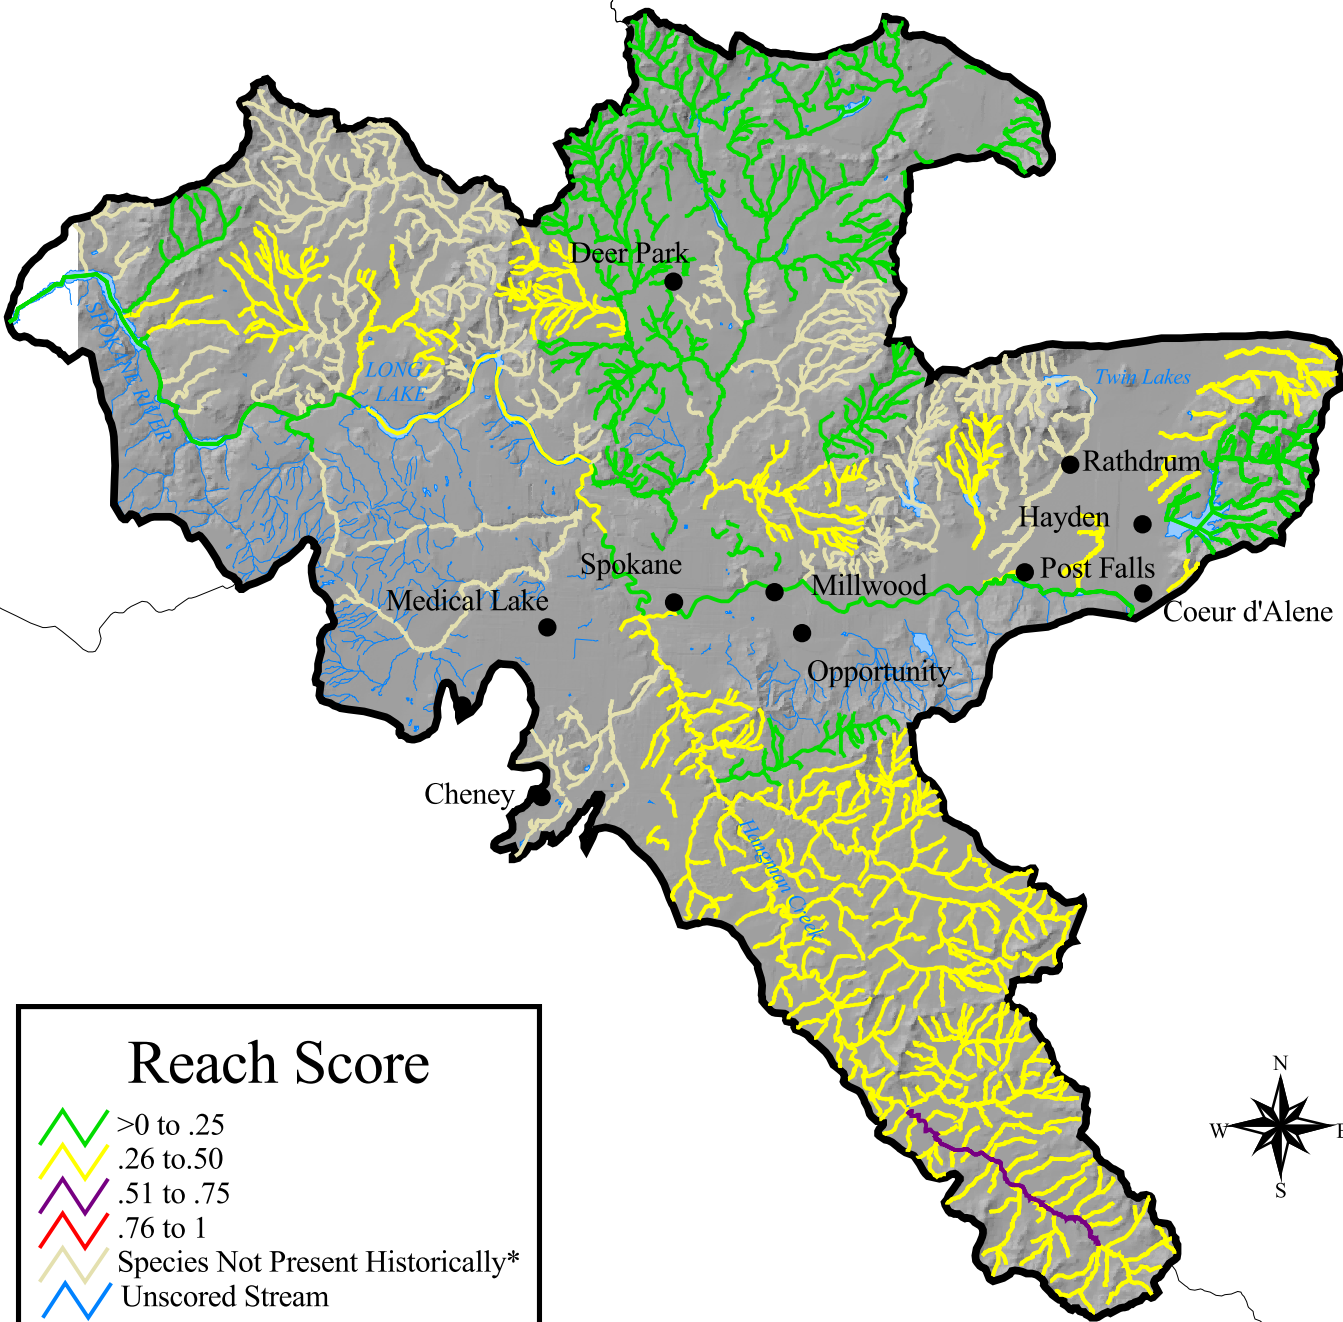 Deer Park
SPOKANE RIVER
LONG
LAKE
Twin Lakes
Rathdrum
Hayden
Spokane
Post Falls
Millwood
Medical Lake
Coeur d'Alene
Opportunity
Cheney
Hangman Creek
Reach Score
>0 to .25
.26 to.50
.51 to .75
.76 to 1
Species Not Present Historically*
Unscored Stream
N
W
E
S